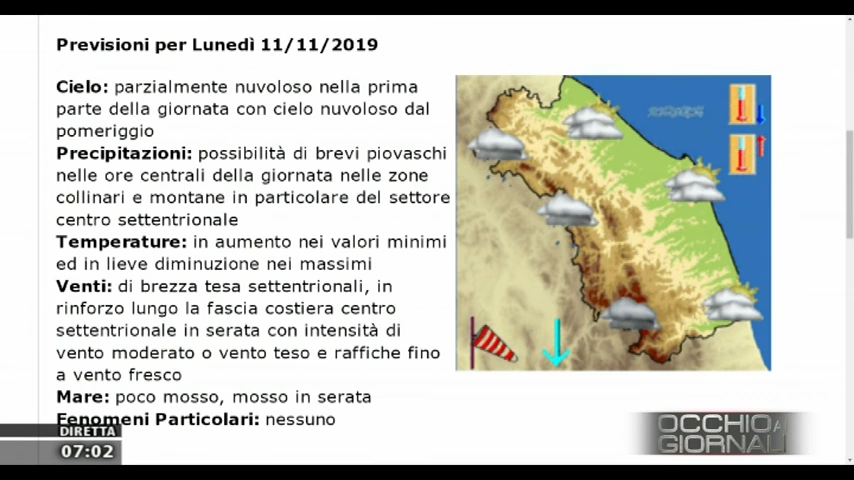 Previsioni per Lunedì 11/11/2019
Cielo: parzialmente nuvoloso nella prima
parte della giornata con cielo nuvoloso dal
pomeriggio
Precipitazioni: possibilità di brevi piovaschi
nelle ore centrali della giornata nelle zone
collinari e montane in particolare del settore
centro settentrionale
Temperature: in aumento nei valori minimi
ed in lieve diminuzione nei massimi
Venti: di brezza tesa settentrionali, in
rinforzo lungo la fascia costiera centro
settentrionale in serata con intensità di
vento moderato o vento teso e raffiche fino
a vento fresco
Mare: poco mosso, mosso in serata
Fenomeni Particolari: nessuno
DIRETTA
07:02
OCCHIO AI
GIORNALI